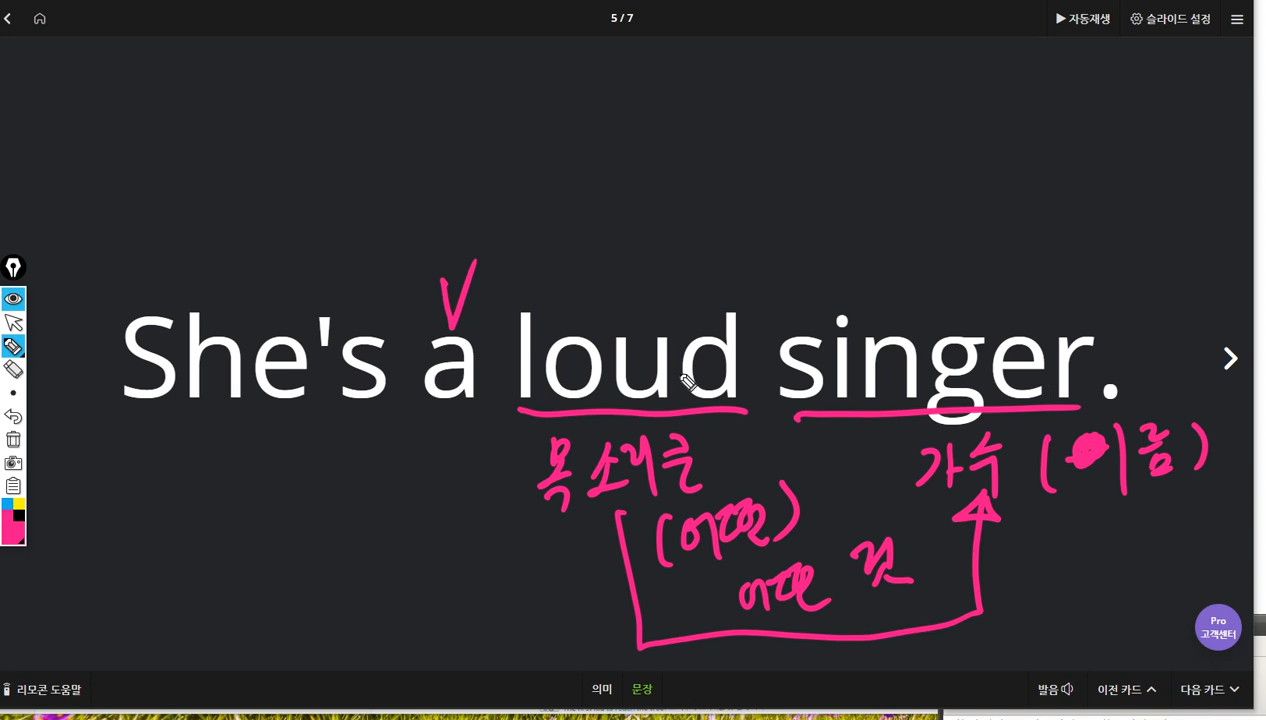 5 / 7
자동재생
슬라이드 설정
She's a loud singer.
목소리큰
가수 (이름)
(어떤)
어떤 것
Pro
고객센터
리모콘 도움말
의미
문장
발음
이전 카드
다음 카드